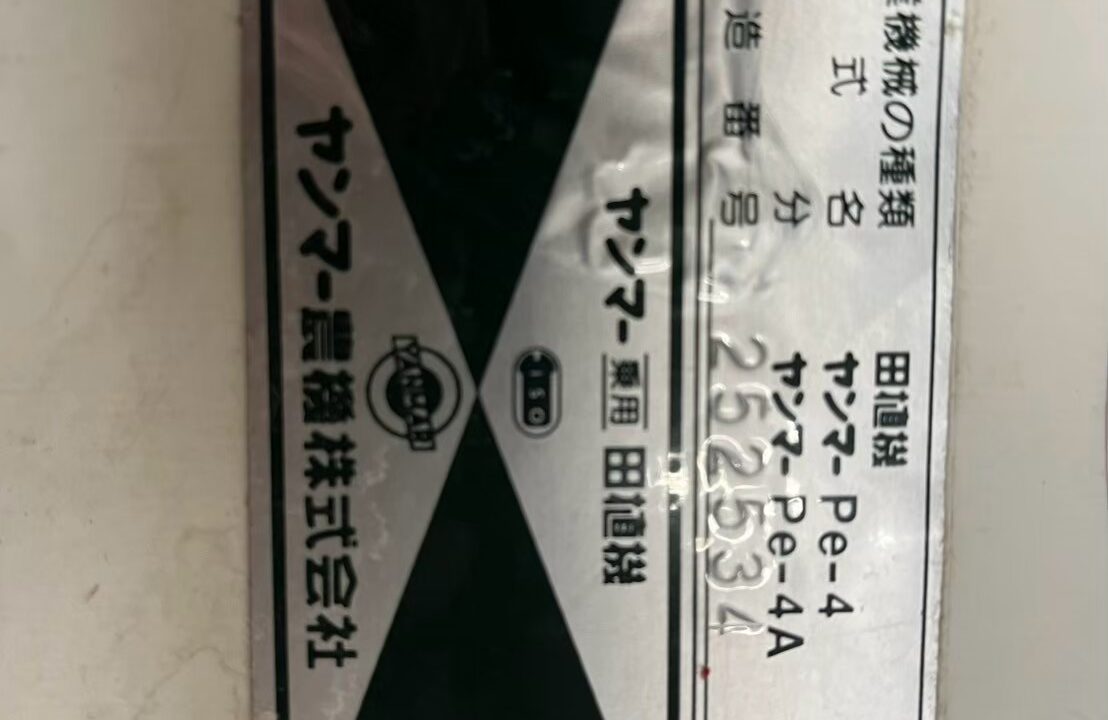 機械の種類 田植機
式 名 ヤンマー Pe-4
分 ヤンマー Pe-4A
造番号 252534
ヤンマー 乗用 田植機
YANMAR
ヤンマー農機株式会社